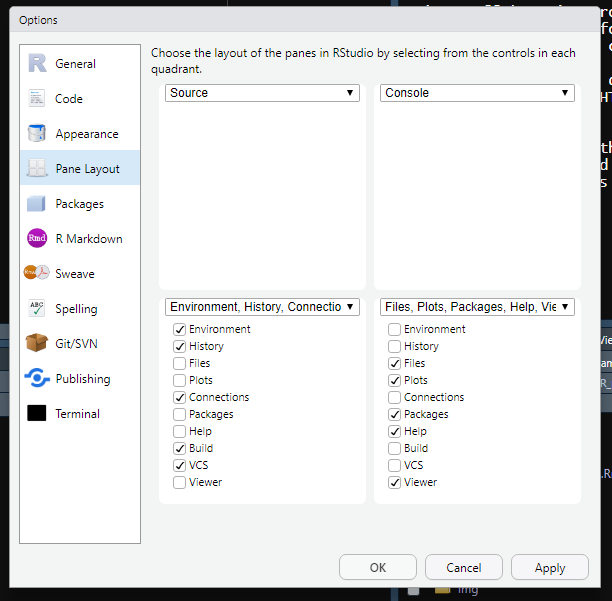 Options
General
Code
Appearance
Pane Layout
Packages
Rmd R Markdown
Sweave
ABC Spelling
Git/SVN
Publishing
Terminal
Choose the layout of the panes in RStudio by selecting from the controls in each
quadrant.
Source
Console
Environment, History, Connectio
Environment
History
Files
Plots
Connections
Packages
Help
Build
VCS
Viewer
Files, Plots, Packages, Help, Vie
Environment
History
Files
Plots
Connections
Packages
Help
Build
VCS
Viewer
OK Cancel Apply
img